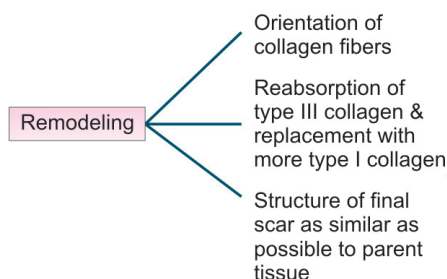 Remodeling
Orientation of
collagen fibers
Reabsorption of
type III collagen &
replacement with
more type I collagen
Structure of final
scar as similar as
possible to parent
tissue